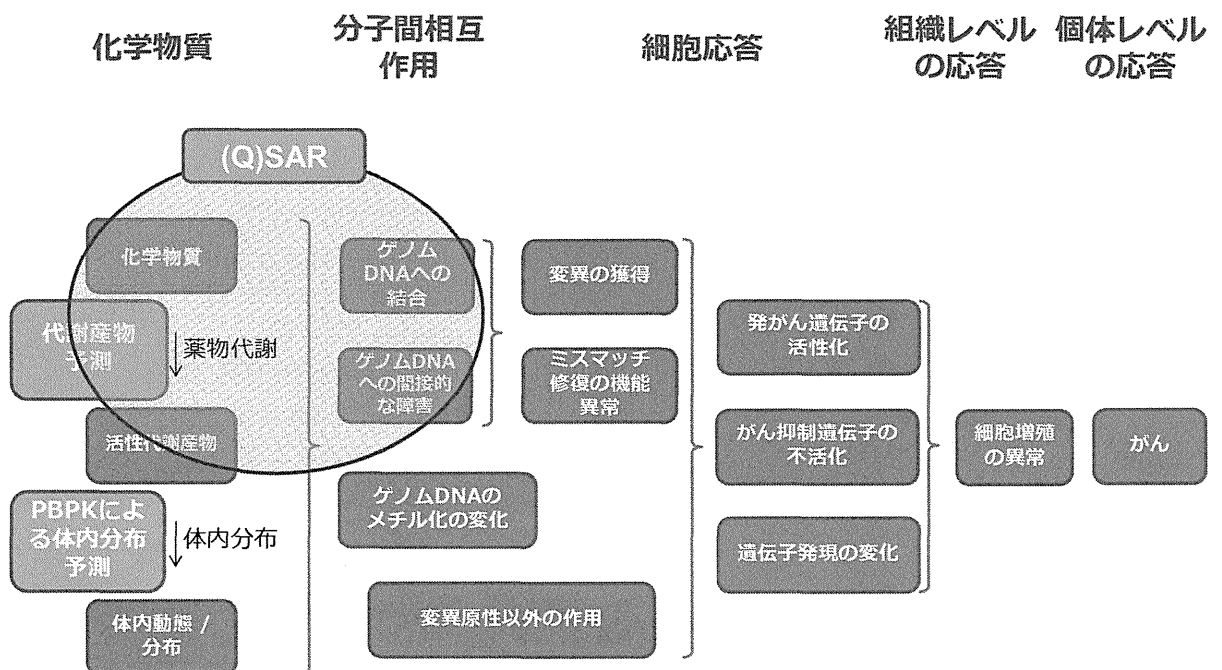 化学物質
分子間相互
作用
細胞応答
組織レベル
の応答
個体レベル
の応答
(Q)SAR
化学物質
代謝産物
予測
薬物代謝
活性代謝産物
PBPKによ
る体内分布
予測
体内分布
体内動態 /
分布
ゲノム
DNAへの
結合
ゲノムDNA
への間接的
な障害
ゲノムDNAの
メチル化の変化
変異原性以外の作用
変異の獲得
ミスマッチ
修復の機能
異常
発がん遺伝子の
活性化
がん抑制遺伝子の
不活化
遺伝子発現の変化
細胞増殖
の異常
がん